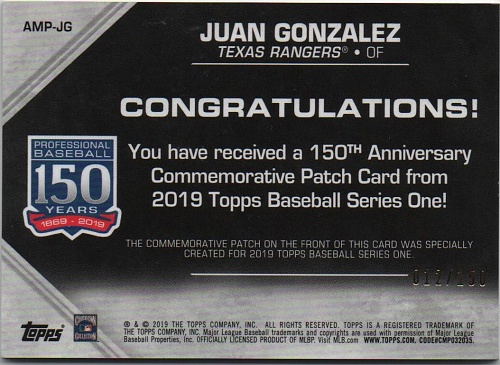 AMP-JG
JUAN GONZALEZ
TEXAS RANGERS® • OF
CONGRATULATIONS!
PROFESSIONAL
BASEBALL
150
YEARS
1869-2019
You have received a 150TH Anniversary
Commemorative Patch Card from
2019 Topps Baseball Series One!
THE COMMEMORATIVE PATCH ON THE FRONT OF THIS CARD WAS SPECIALLY
CREATED FOR 2019 TOPPS BASEBALL SERIES ONE.
Topps
® & © 2019 THE TOPPS COMPANY, INC. ALL RIGHTS RESERVED. TOPPS IS A REGISTERED TRADEMARK OF
THE TOPPS COMPANY, INC. Major League Baseball trademarks and copyrights are used with permission of Major League
Baseball Properties, Inc. OFFICIALLY LICENSED PRODUCT OF MLBP. Visit MLB.com WWW.TOPPS.COM. CODE#CMP032035.